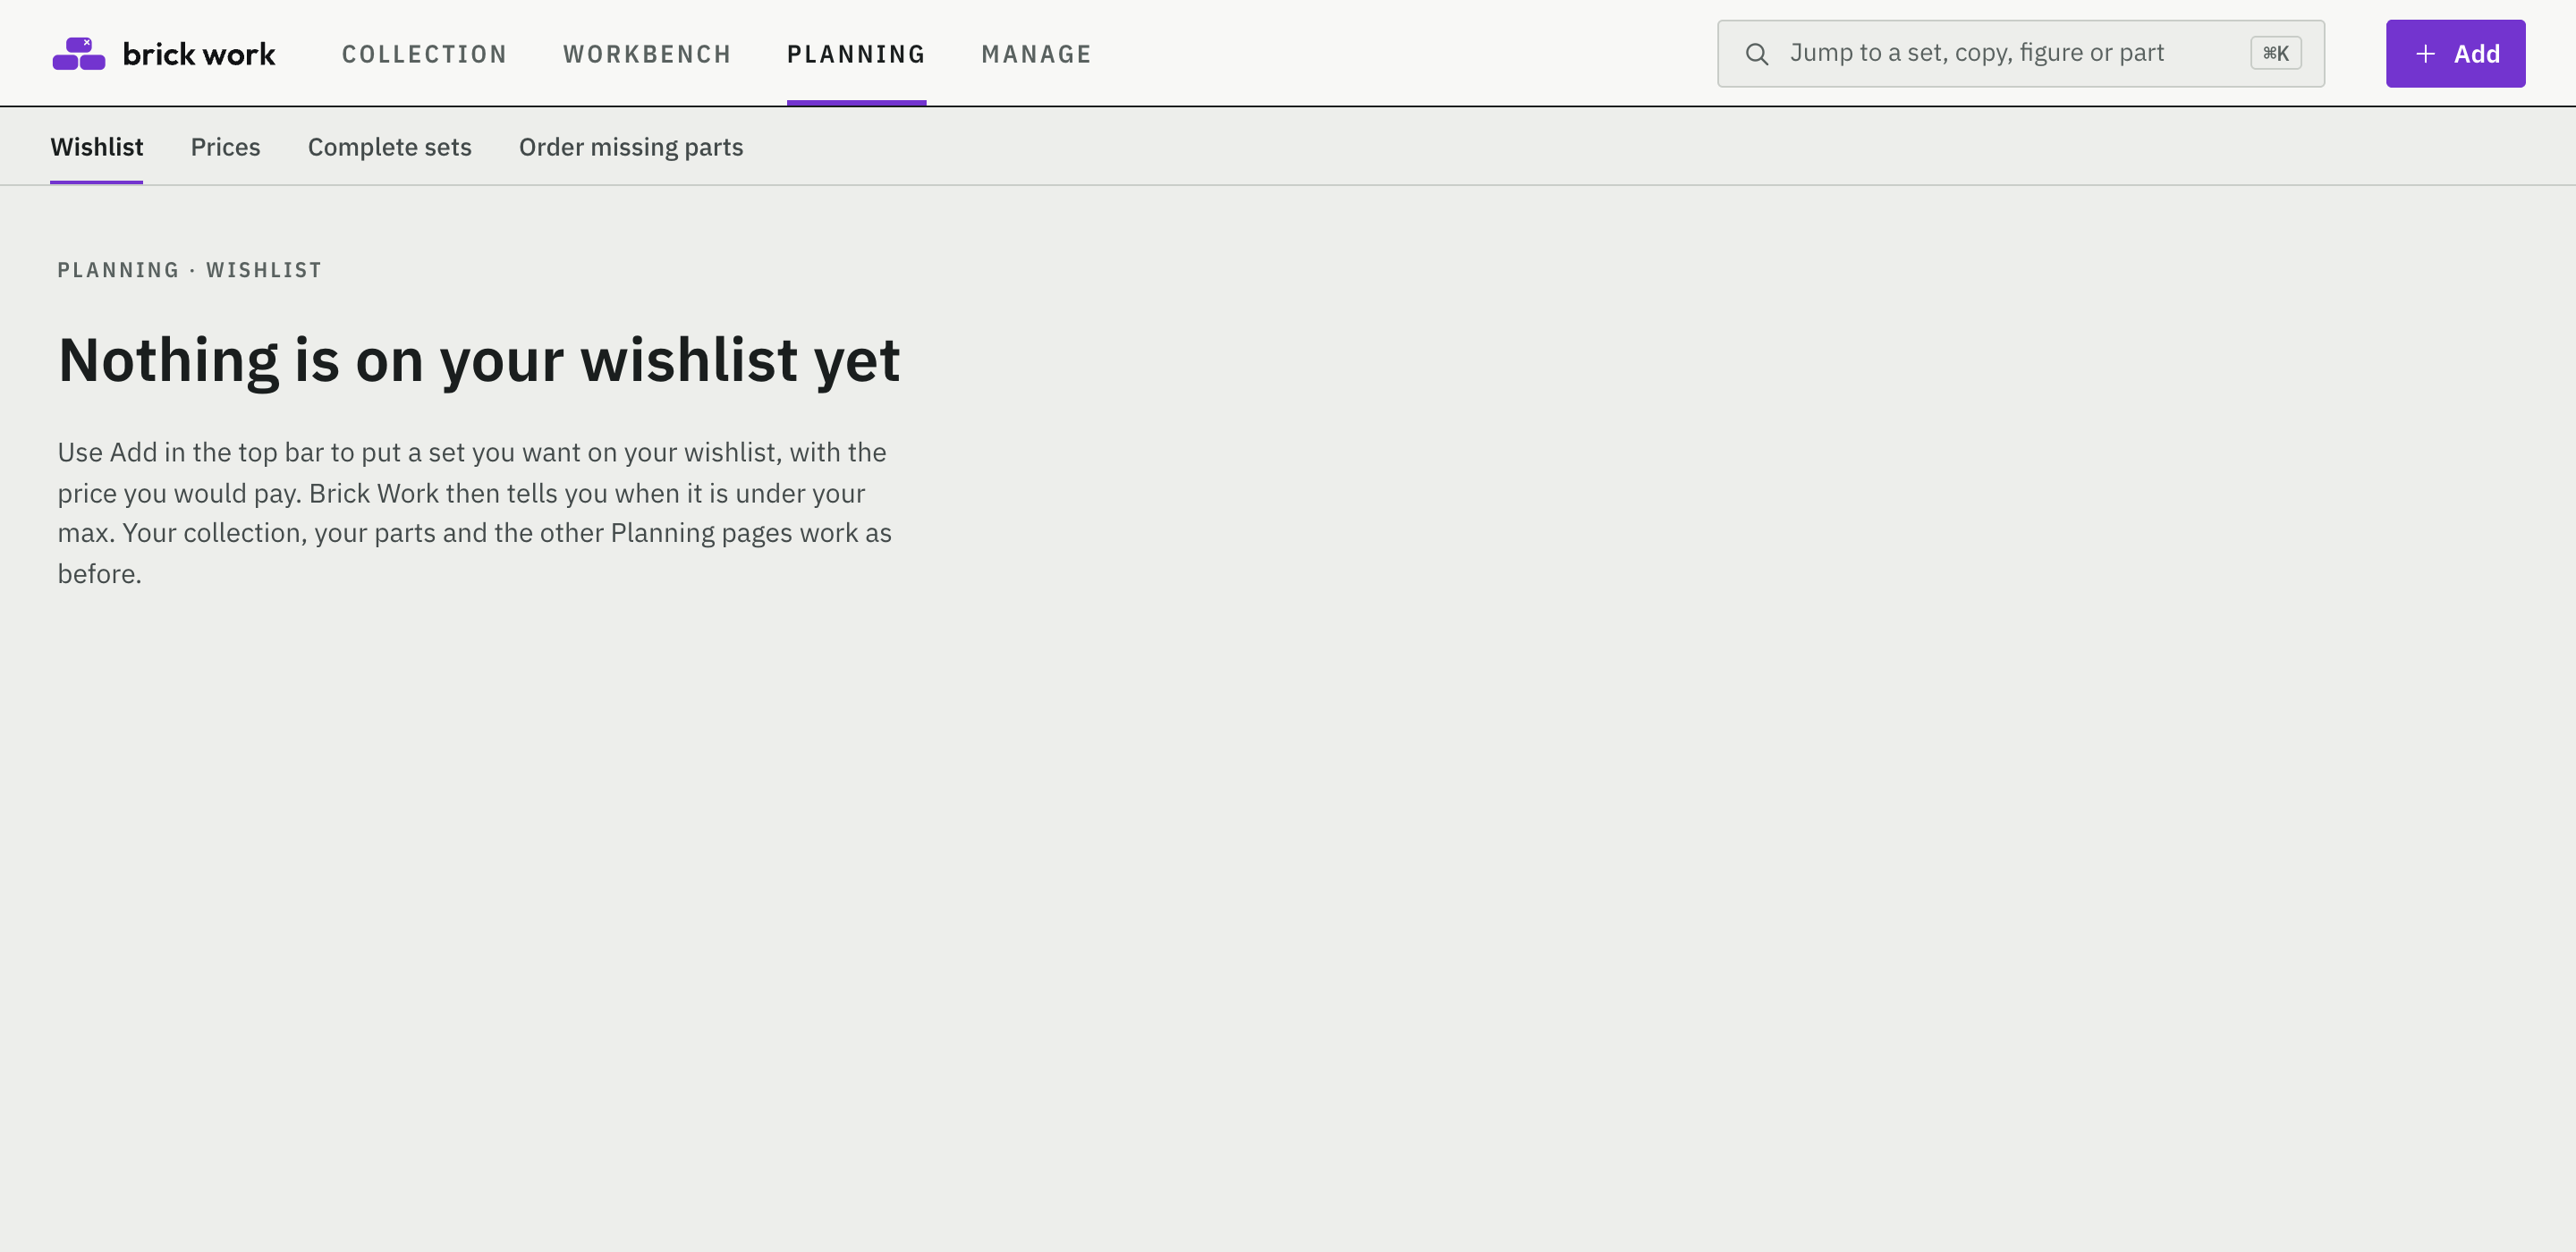 brick work
COLLECTION
WORKBENCH
PLANNING
MANAGE
Jump to a set, copy, figure or part
⌘K
+ Add
Wishlist
Prices
Complete sets
Order missing parts
PLANNING · WISHLIST
Nothing is on your wishlist yet
Use Add in the top bar to put a set you want on your wishlist, with the
price you would pay. Brick Work then tells you when it is under your
max. Your collection, your parts and the other Planning pages work as
before.